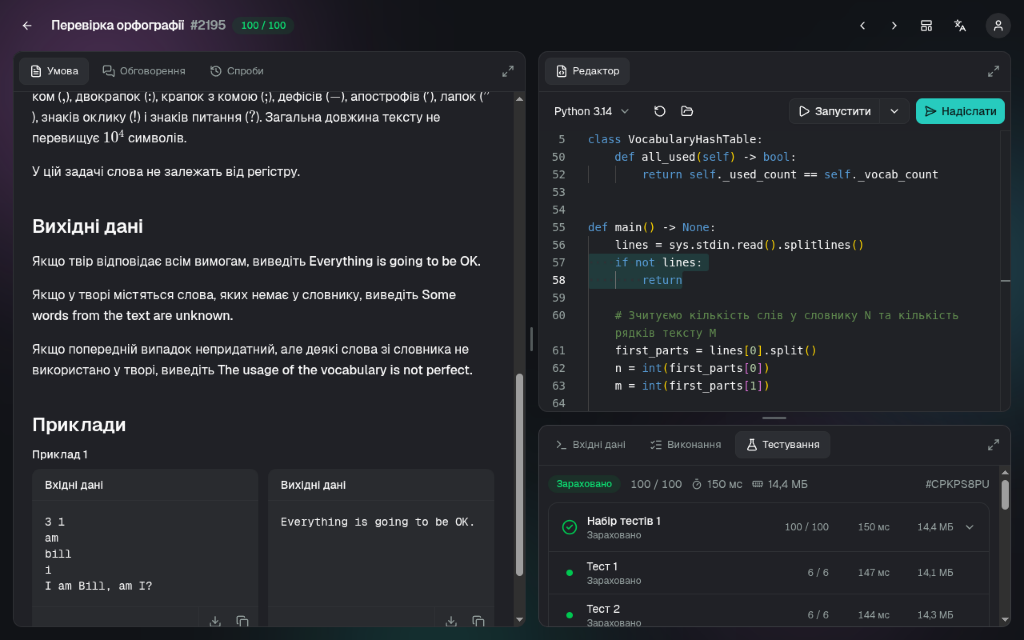 Перевірка орфографії #2195 100 / 100
Умова Обговорення Спроби
ком (,), двокрапок (:), крапок з комою (;), дефісів (—), апострофів ('), лапок (''
), знаків оклику (!) і знаків питання (?). Загальна довжина тексту не
перевищує 10^4 символів.
У цій задачі слова не залежать від регістру.
Вихідні дані
Якщо твір відповідає всім вимогам, виведіть Everything is going to be OK.
Якщо у творі містяться слова, яких немає у словнику, виведіть Some
words from the text are unknown.
Якщо попередній випадок непридатний, але деякі слова зі словника не
використано у творі, виведіть The usage of the vocabulary is not perfect.
Приклади
Приклад 1
Вхідні дані
3 1
am
bill
i
I am Bill, am I?
Вихідні дані
Everything is going to be OK.
Редактор
Python 3.14 Запустити Надіслати
5 class VocabularyHashTable:
50 def all_used(self) -> bool:
52 return self._used_count == self._vocab_count
53
54
55 def main() -> None:
56 lines = sys.stdin.read().splitlines()
57 if not lines:
58 return
59
60 # Зчитуємо кількість слів у словнику N та кількість
рядків тексту M
61 first_parts = lines[0].split()
62 n = int(first_parts[0])
63 m = int(first_parts[1])
64
Вхідні дані Виконання Тестування
Зараховано 100 / 100 150 мс 14,4 МБ #CPKPS8PU
Набір тестів 1 100 / 100 150 мс 14,4 МБ
Зараховано
Тест 1 6 / 6 147 мс 14,1 МБ
Зараховано
Тест 2 6 / 6 144 мс 14,3 МБ
Зараховано